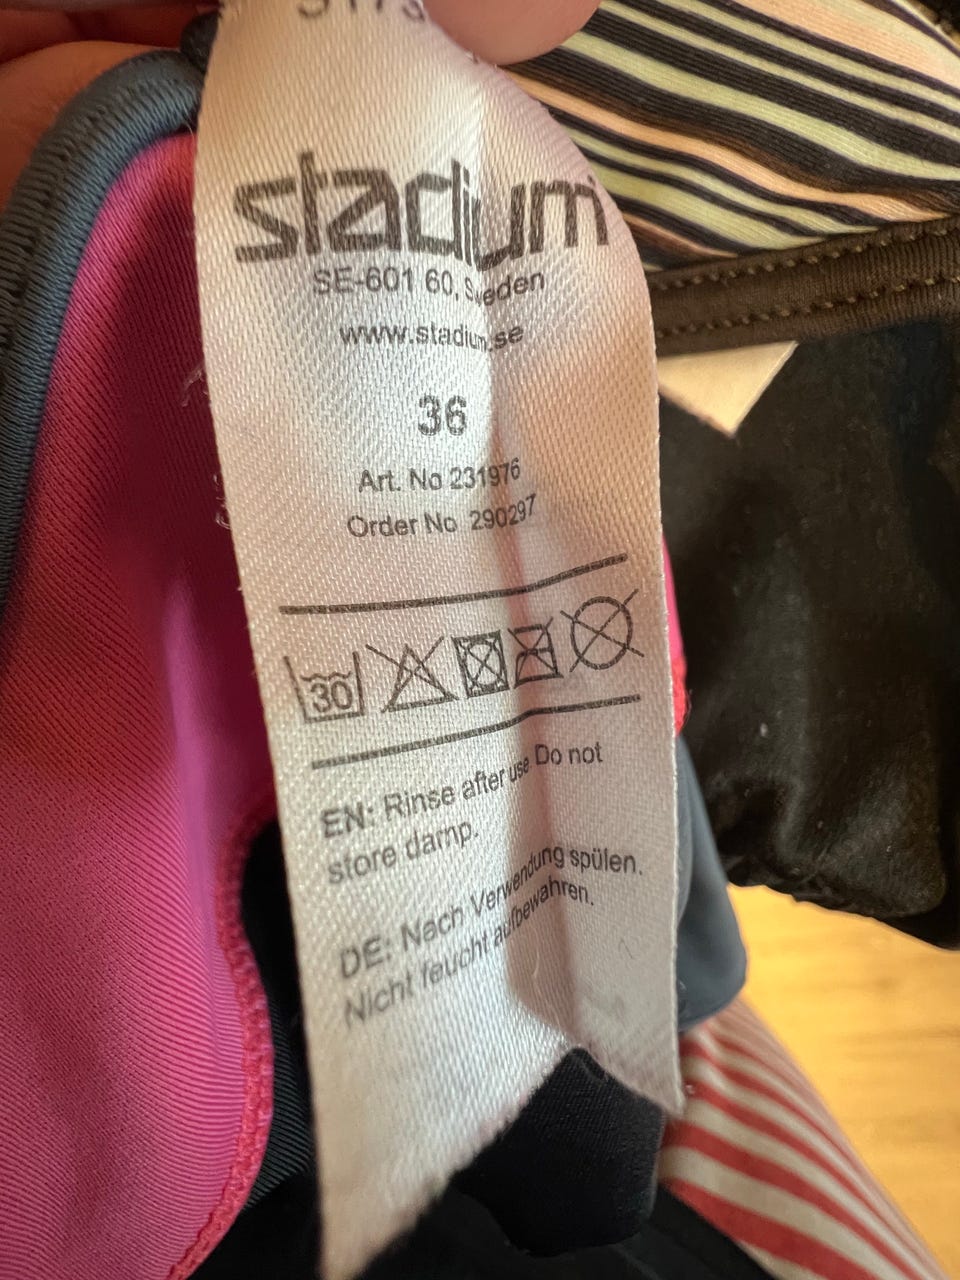 stadium
SE-601 60, Sweden
www.stadium.se
36
Art. No 231976
Order No 290297
30
EN: Rinse after use Do not
store damp.
DE: Nach Verwendung spülen.
Nicht feucht aufbewahren.